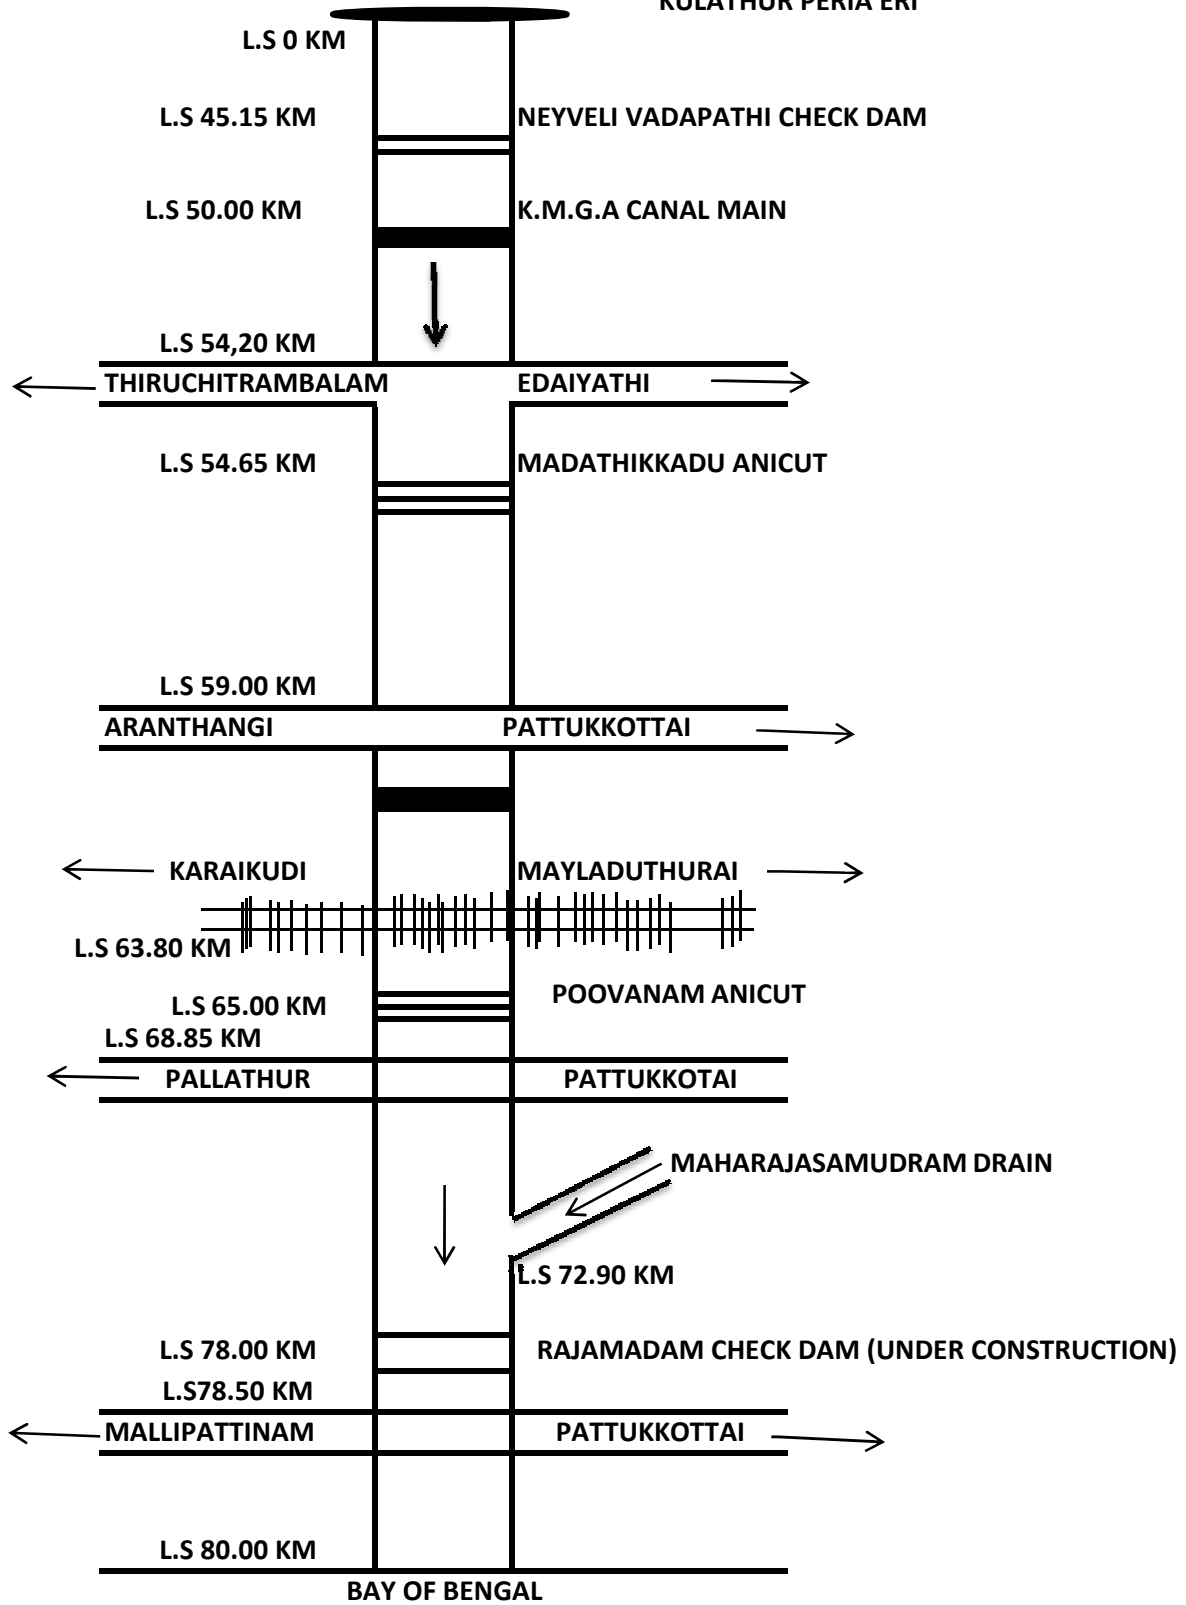 KULATHUR PERIA ERI
L.S 0 KM
L.S 45.15 KM NEYVELI VADAPATHI CHECK DAM
L.S 50.00 KM K.M.G.A CANAL MAIN
L.S 54,20 KM
THIRUCHITRAMBALAM EDAIYATHI
L.S 54.65 KM MADATHIKKADU ANICUT
L.S 59.00 KM
ARANTHANGI PATTUKKOTTAI
KARAIKUDI MAYLADUTHURAI
L.S 63.80 KM
POOVANAM ANICUT
L.S 65.00 KM
L.S 68.85 KM
PALLATHUR PATTUKKOTAI
MAHARAJASAMUDRAM DRAIN
L.S 72.90 KM
L.S 78.00 KM RAJAMADAM CHECK DAM (UNDER CONSTRUCTION)
L.S78.50 KM
MALLIPATTINAM PATTUKKOTTAI
L.S 80.00 KM
BAY OF BENGAL